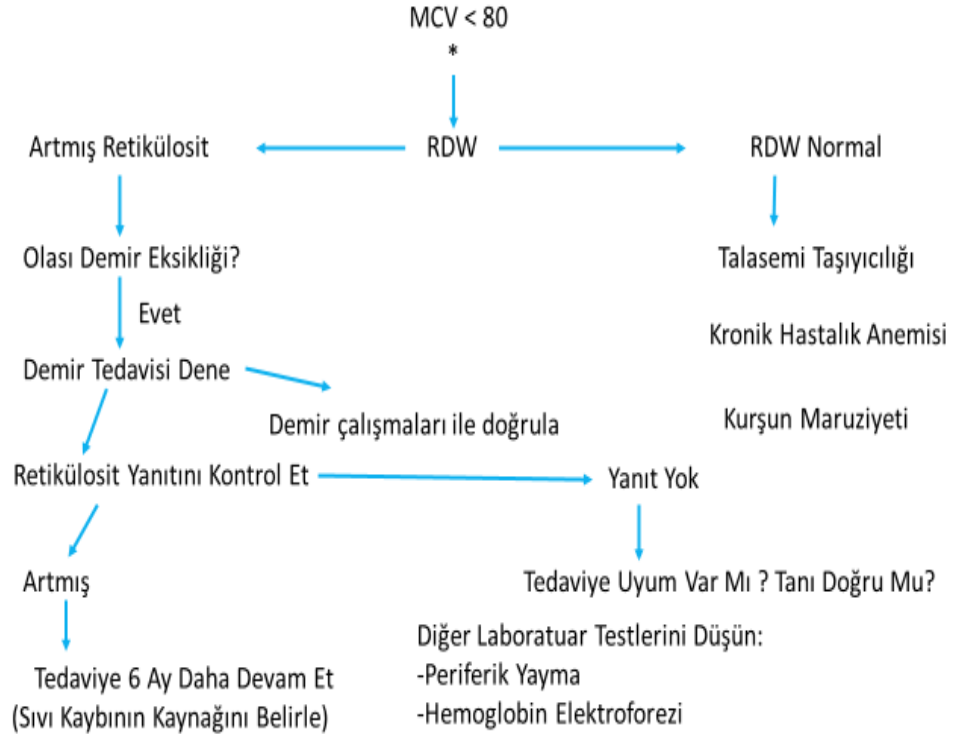 MCV < 80
*
Artmış Retikülosit
RDW
RDW Normal
Olası Demir Eksikliği?
Talasemi Taşıyıcılığı
Evet
Kronik Hastalık Anemisi
Demir Tedavisi Dene
Demir çalışmaları ile doğrula
Kurşun Maruziyeti
Retikülosit Yanıtını Kontrol Et
Yanıt Yok
Artmış
Tedaviye Uyum Var Mı ? Tanı Doğru Mu?
Diğer Laboratuar Testlerini Düşün:
-Periferik Yayma
-Hemoglobin Elektroforezi
Tedaviye 6 Ay Daha Devam Et
(Sıvı Kaybının Kaynağını Belirle)